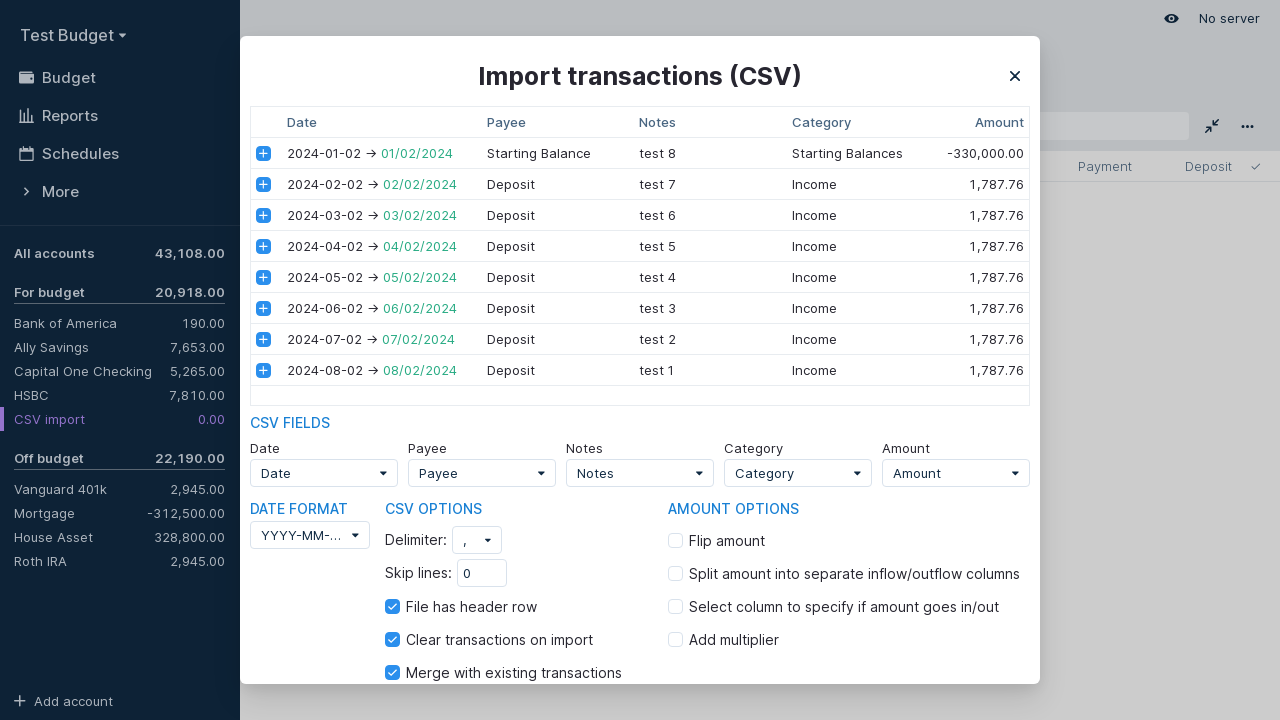 Test Budget
Budget
Reports
Schedules
More
All accounts 43,108.00
For budget 20,918.00
Bank of America 190.00
Ally Savings 7,653.00
Capital One Checking 5,265.00
HSBC 7,810.00
CSV import 0.00
Off budget 22,190.00
Vanguard 401k 2,945.00
Mortgage -312,500.00
House Asset 328,800.00
Roth IRA 2,945.00
Add account
No server
Payment Deposit
Import transactions (CSV)
Date Payee Notes Category Amount
2024-01-02 → 01/02/2024 Starting Balance test 8 Starting Balances -330,000.00
2024-02-02 → 02/02/2024 Deposit test 7 Income 1,787.76
2024-03-02 → 03/02/2024 Deposit test 6 Income 1,787.76
2024-04-02 → 04/02/2024 Deposit test 5 Income 1,787.76
2024-05-02 → 05/02/2024 Deposit test 4 Income 1,787.76
2024-06-02 → 06/02/2024 Deposit test 3 Income 1,787.76
2024-07-02 → 07/02/2024 Deposit test 2 Income 1,787.76
2024-08-02 → 08/02/2024 Deposit test 1 Income 1,787.76
CSV FIELDS
Date Payee Notes Category Amount
Date Payee Notes Category Amount
DATE FORMAT
YYYY-MM-...
CSV OPTIONS
Delimiter: ,
Skip lines: 0
File has header row
Clear transactions on import
Merge with existing transactions
AMOUNT OPTIONS
Flip amount
Split amount into separate inflow/outflow columns
Select column to specify if amount goes in/out
Add multiplier